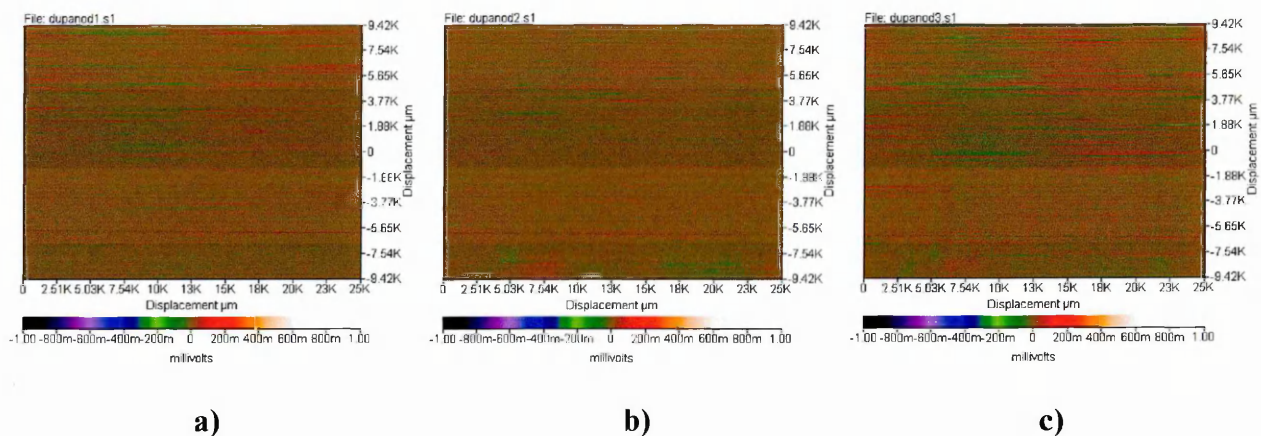 File: dupanod1.s1
9.42K
7.54K
5.65K
3.77K
1.88K
0
-1.88K
-3.77K
-5.65K
-7.54K
-9.42K
Displacement µm
0 2.51K 5.03K 7.54K 10K 13K 15K 18K 20K 23K 25K
Displacement µm
-1.00 -800m -600m -400m -200m 0 200m 400m 600m 800m 1.00
millivolts
a)
File: dupanod2.s1
9.42K
7.54K
5.65K
3.77K
1.88K
0
-1.88K
-3.77K
-5.65K
-7.54K
-9.42K
Displacement µm
0 2.51K 5.03K 7.54K 10K 13K 15K 18K 20K 23K 25K
Displacement µm
-1.00 -800m -600m -400m -200m 0 200m 400m 600m 800m 1.00
millivolts
b)
File: dupanod3.s1
9.42K
7.54K
5.65K
3.77K
1.88K
0
-1.88K
-3.77K
-5.65K
-7.54K
-9.42K
Displacement µm
0 2.51K 5.03K 7.54K 10K 13K 15K 18K 20K 23K 25K
Displacement µm
-1.00 -800m -600m -400m -200m 0 200m 400m 600m 800m 1.00
millivolts
c)